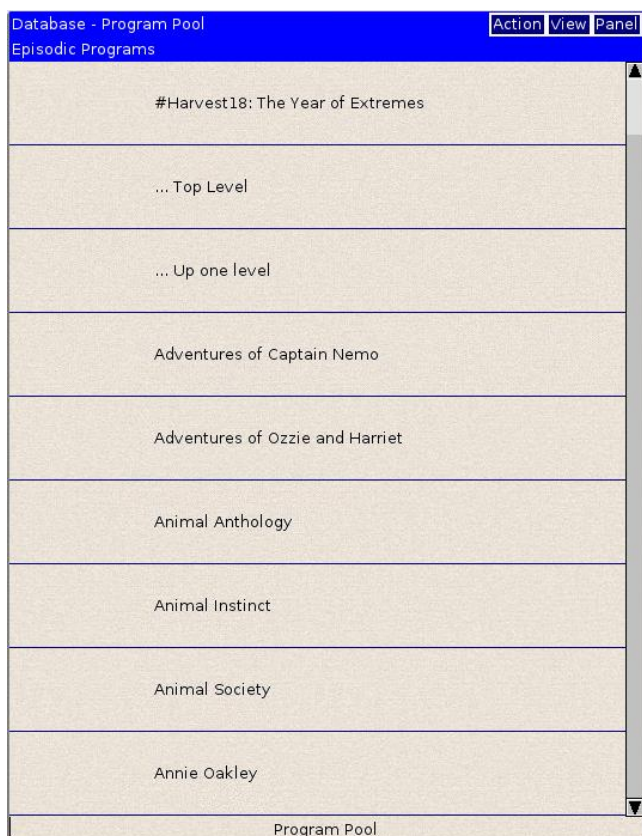 Database - Program Pool
Action View Panel
Episodic Programs
#Harvest18: The Year of Extremes
... Top Level
... Up one level
Adventures of Captain Nemo
Adventures of Ozzie and Harriet
Animal Anthology
Animal Instinct
Animal Society
Annie Oakley
Program Pool